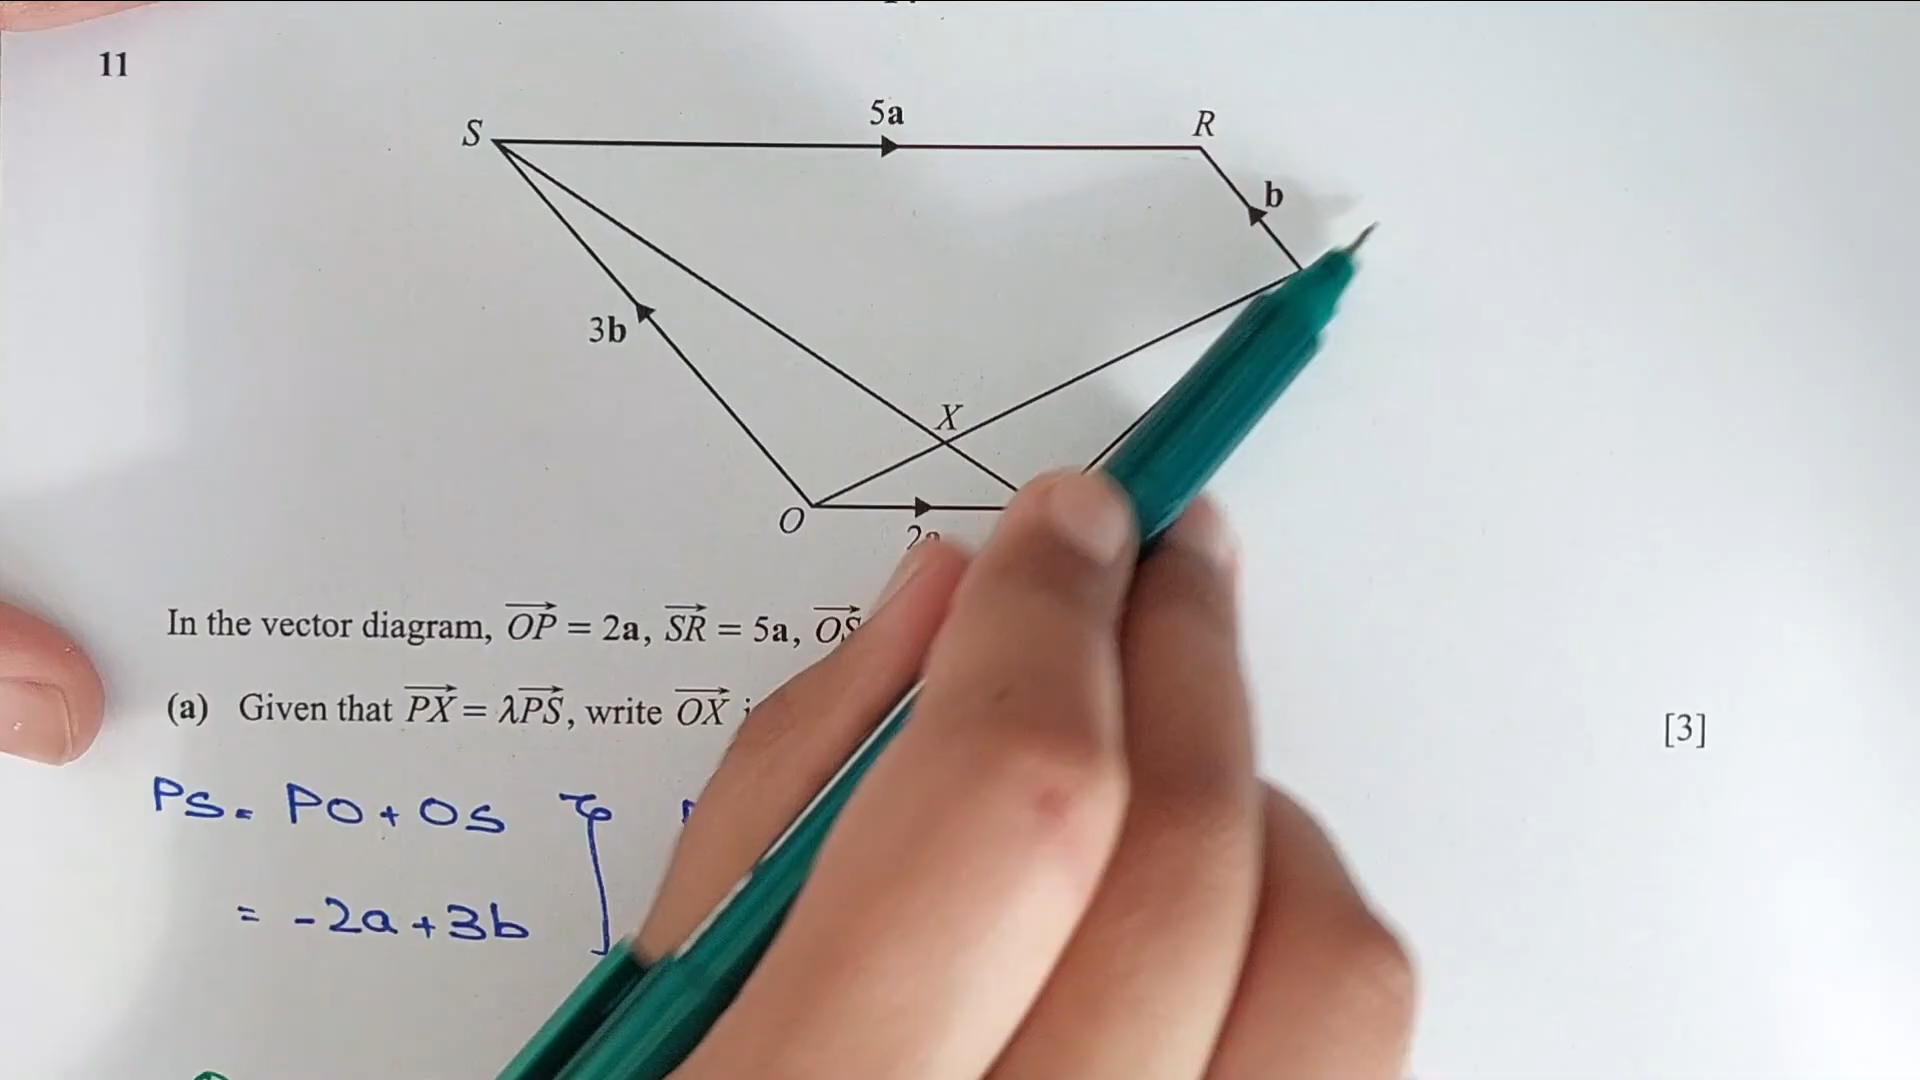 11
5a
S
R
b
3b
X
O
In the vector diagram, OP = 2a, SR = 5a, OS
(a) Given that PX = λPS, write OX
[3]
PS = PO + OS
= -2a + 3b